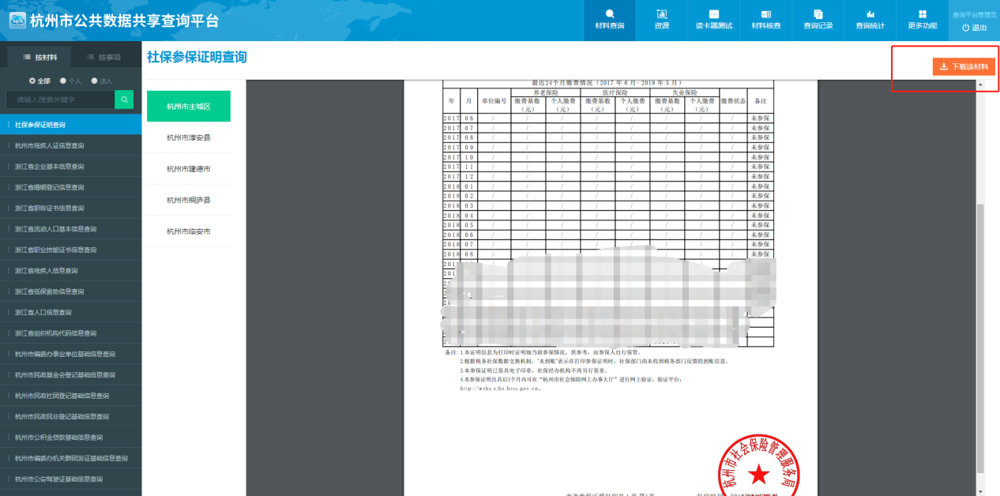 杭州市公共数据共享查询平台
材料查询 资源 读卡器测试 材料核查 查询记录 查询统计 更多功能 查询平台管理员
退出
按材料 按事项
全部 个人 法人
请输入搜索关键字
社保参保证明查询
杭州市残疾人证信息查询
浙江省企业基本信息查询
浙江省婚姻登记信息查询
浙江省职称证书信息查询
浙江省流动人口基本信息查询
浙江省职业技能证书信息查询
浙江省残疾人信息查询
浙江省低保救助信息查询
浙江省人口信息查询
浙江省组织机构代码信息查询
杭州市编委办事业单位基础信息查询
杭州市民政基金会登记基础信息查询
杭州市民政社团登记基础信息查询
杭州市民政民非登记基础信息查询
杭州市公积金贷款基础信息查询
杭州市编委办机关群团发证基础信息查询
杭州市公安驾驶证基础信息查询
社保参保证明查询
下载该材料
杭州市主城区
杭州市淳安县
杭州市建德市
杭州市桐庐县
杭州市临安市
最近24个月缴费情况（2017 年 6 月- 2019 年 5 月）
年 月 单位编号 养老保险 医疗保险 失业保险 缴费状态 备注
缴费基数（元） 个人缴费（元） 缴费基数（元） 个人缴费（元） 缴费基数（元） 个人缴费（元）
2017 06 / / / / / / / / 未参保
2017 07 / / / / / / / / 未参保
2017 08 / / / / / / / / 未参保
2017 09 / / / / / / / / 未参保
2017 10 / / / / / / / / 未参保
2017 11 / / / / / / / / 未参保
2017 12 / / / / / / / / 未参保
2018 01 / / / / / / / / 未参保
2018 02 / / / / / / / / 未参保
2018 03 / / / / / / / / 未参保
2018 04 / / / / / / / / 未参保
2018 05 / / / / / / / / 未参保
2018 06 / / / / / / / / 未参保
2018 07 / / / / / / / / 未参保
2018 08 / / / / / / / / 未参保
备注: 1.本证明信息为打印时证明地当前参保情况，供参考，由参保人自行保管。
2.根据税务社保数据交换机制，"未到账"表示在打印参保证明时，社保部门尚未收到税务部门反馈的到账信息。
3.本参保证明已签具电子印章，社保经办机构不再另行签章。
4.本参保证明出具后3个月内可在"杭州市社会保险网上办事大厅"进行网上验证，验证平台:
http://wsbs.zjhz.hrss.gov.cn。
杭州市社会保险管理服务局